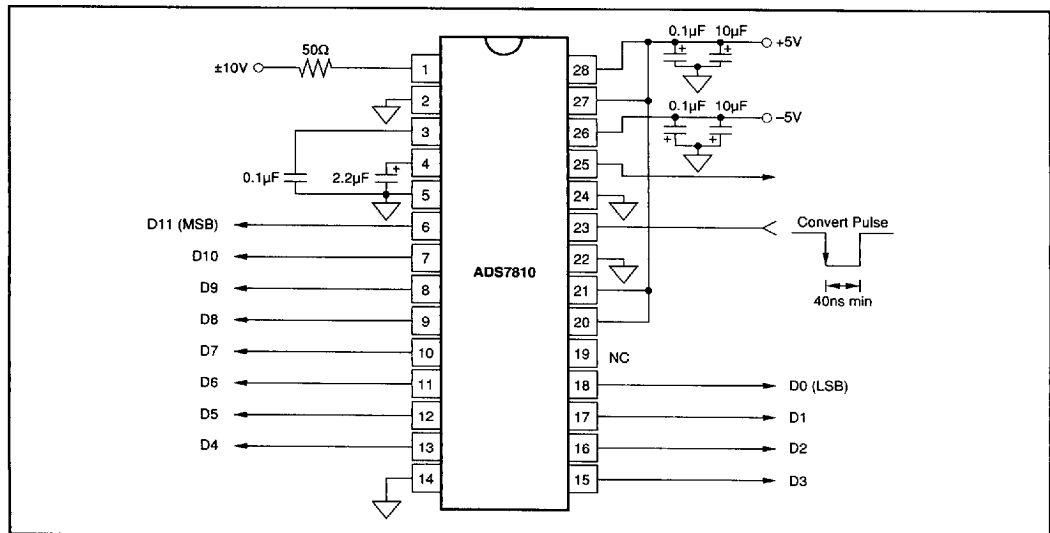 0.1µF 10µF
+5V
±10V
50Ω
1
28
2
27
0.1µF 10µF
–5V
3
26
4
25
0.1µF
2.2µF
5
24
D11 (MSB)
6
23
Convert Pulse
D10
7
22
ADS7810
D9
8
21
40ns min
D8
9
20
D7
10
19
NC
D6
11
18
D0 (LSB)
D5
12
17
D1
D4
13
16
D2
14
15
D3